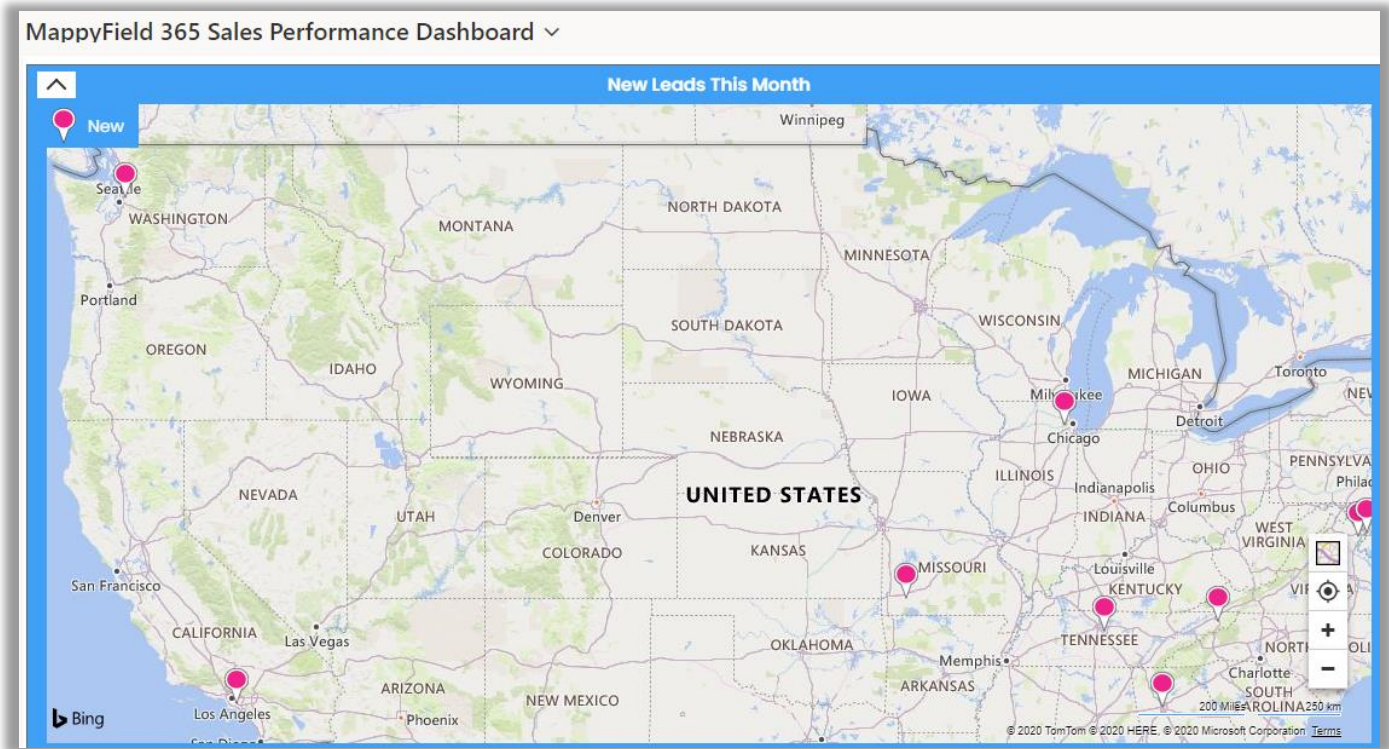 MappyField 365 Sales Performance Dashboard
New Leads This Month
New
Winnipeg
WASHINGTON
MONTANA
NORTH DAKOTA
MINNESOTA
Portland
OREGON
IDAHO
WYOMING
SOUTH DAKOTA
WISCONSIN
MICHIGAN
Toronto
IOWA
Detroit
NEBRASKA
Chicago
NEVADA
UTAH
Denver
UNITED STATES
ILLINOIS
Indianapolis
OHIO
Columbus
PENNSYLVA
Philad
INDIANA
WEST
VIRGINIA
COLORADO
KANSAS
MISSOURI
Louisville
KENTUCKY
San Francisco
CALIFORNIA
Las Vegas
OKLAHOMA
TENNESSEE
Memphis
Charlotte
ARIZONA
NEW MEXICO
ARKANSAS
SOUTH
Los Angeles
Phoenix
200 Miles
250 km
Bing
© 2020 TomTom © 2020 HERE, © 2020 Microsoft Corporation Terms